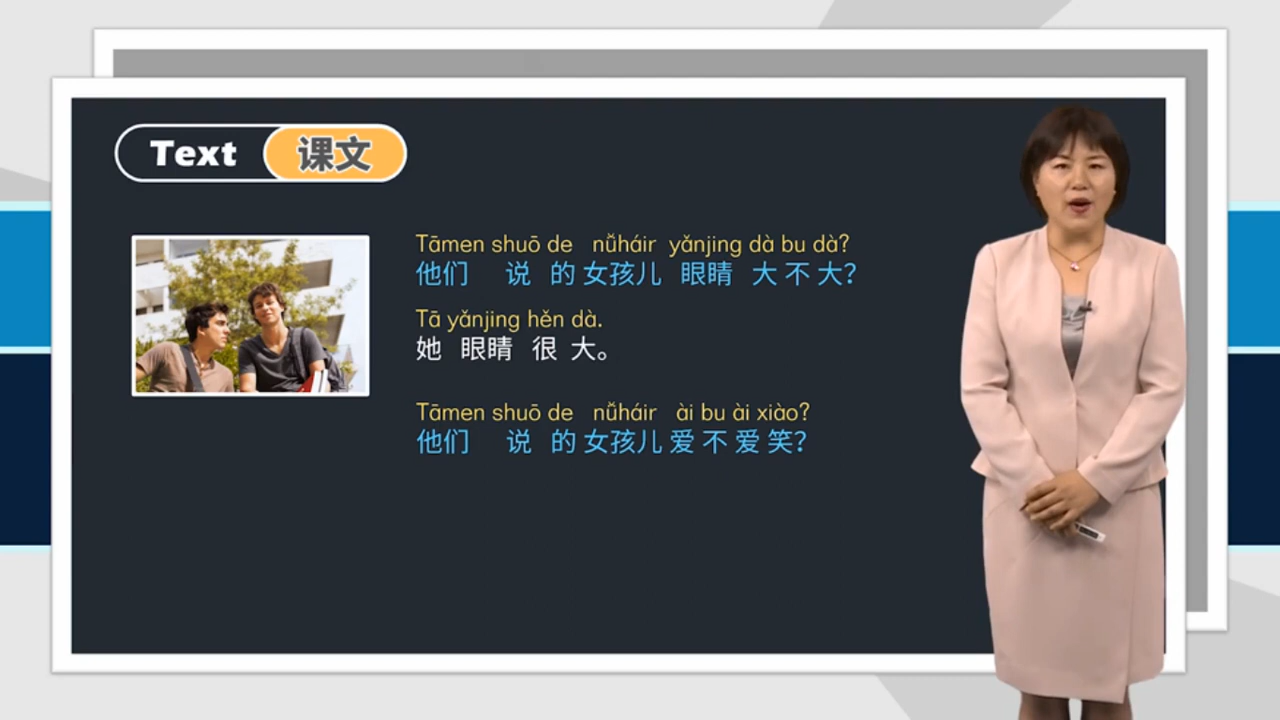 Text 课文
Tāmen shuō de nǚháir yǎnjing dà bu dà?
他们 说 的 女孩儿 眼睛 大 不 大?
Tā yǎnjing hěn dà.
她 眼睛 很 大。
Tāmen shuō de nǚháir ài bu ài xiào?
他们 说 的 女孩儿 爱 不 爱 笑?